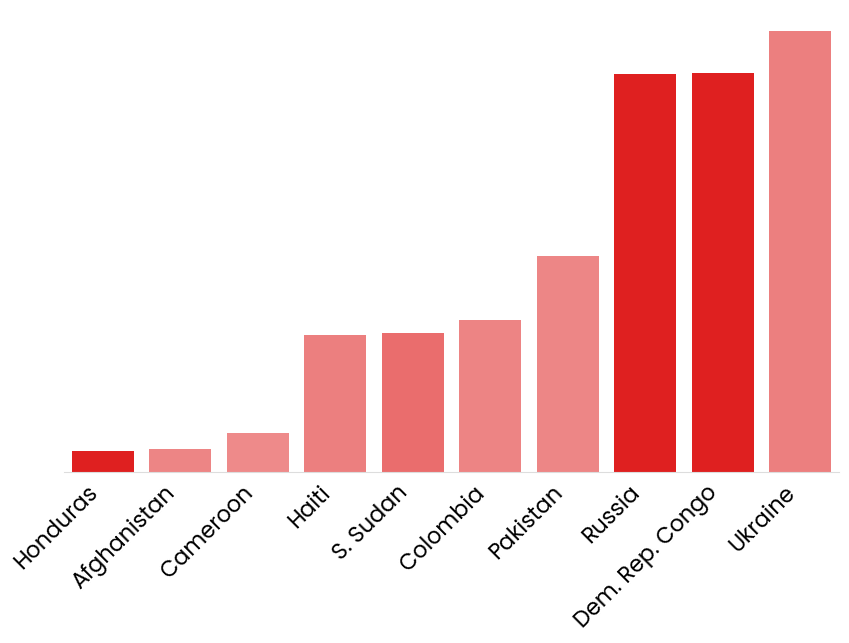 Honduras
Afghanistan
Cameroon
Haiti
S. Sudan
Colombia
Pakistan
Russia
Dem. Rep. Congo
Ukraine